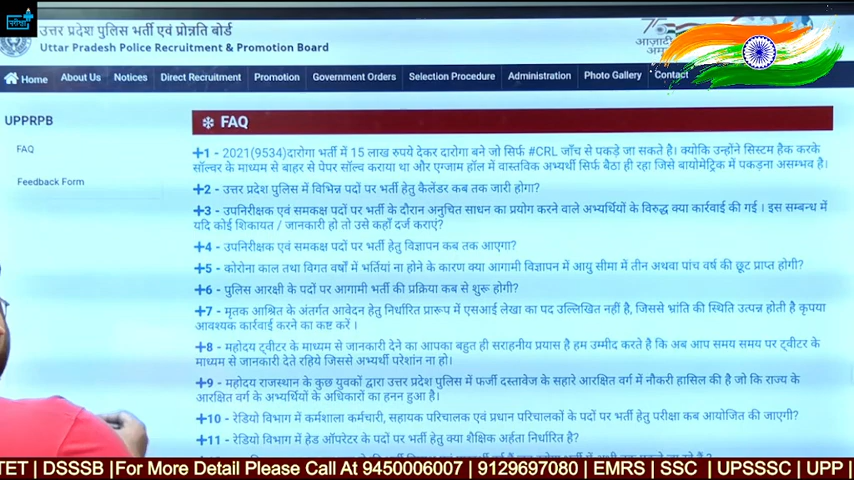 परीक्षा
उत्तर प्रदेश पुलिस भर्ती एवं प्रोन्नति बोर्ड
Uttar Pradesh Police Recruitment & Promotion Board
Home About Us Notices Direct Recruitment Promotion Government Orders Selection Procedure Administration Photo Gallery Contact
UPPRPB
FAQ
Feedback Form
FAQ
1 - 2021(9534)दारोगा भर्ती में 15 लाख रुपये देकर दारोगा बने जो सिर्फ #CRL जाँच से पकड़े जा सकते है। क्योकि उन्होंने सिस्टम हैक करके
सॉल्वर के माध्यम से बाहर से पेपर सॉल्व कराया था और एग्जाम हॉल में वास्तविक अभ्यर्थी सिर्फ बैठा ही रहा जिसे बायोमेट्रिक में पकड़ना असम्भव है।
2 - उत्तर प्रदेश पुलिस में विभिन्न पदों पर भर्ती हेतु कैलेंडर कब तक जारी होगा?
3 - उपनिरीक्षक एवं समकक्ष पदों पर भर्ती के दौरान अनुचित साधन का प्रयोग करने वाले अभ्यर्थियों के विरुद्ध क्या कार्रवाई की गई । इस सम्बन्ध में
यदि कोई शिकायत / जानकारी हो तो उसे कहाँ दर्ज कराएं?
4 - उपनिरीक्षक एवं समकक्ष पदों पर भर्ती हेतु विज्ञापन कब तक आएगा?
5 - कोरोना काल तथा विगत वर्षों में भर्तियां ना होने के कारण क्या आगामी विज्ञापन में आयु सीमा में तीन अथवा पांच वर्ष की छूट प्राप्त होगी?
6 - पुलिस आरक्षी के पदों पर आगामी भर्ती की प्रक्रिया कब से शुरू होगी?
7 - मृतक आश्रित के अंतर्गत आवेदन हेतु निर्धारित प्रारूप में एसआई लेखा का पद उल्लिखित नहीं है, जिससे भ्रांति की स्थिति उत्पन्न होती है कृपया
आवश्यक कार्रवाई करने का कष्ट करें ।
8 - महोदय ट्वीटर के माध्यम से जानकारी देने का आपका बहुत ही सराहनीय प्रयास है हम उम्मीद करते है कि अब आप समय समय पर ट्वीटर के
माध्यम से जानकारी देते रहिये जिससे अभ्यर्थी परेशांन ना हो।
9 - महोदय राजस्थान के कुछ युवकों द्वारा उत्तर प्रदेश पुलिस में फर्जी दस्तावेज के सहारे आरक्षित वर्ग में नौकरी हासिल की है जो कि राज्य के
आरक्षित वर्ग के अभ्यर्थियों के अधिकारों का हनन हुआ है।
10 - रेडियो विभाग में कर्मशाला कर्मचारी, सहायक परिचालक एवं प्रधान परिचालकों के पदों पर भर्ती हेतु परीक्षा कब आयोजित की जाएगी?
11 - रेडियो विभाग में हेड ऑपरेटर के पदों पर भर्ती हेतु क्या शैक्षिक अर्हता निर्धारित है?
TET | DSSSB |For More Detail Please Call At 9450006007 | 9129697080 | EMRS | SSC | UPSSSC | UPP |